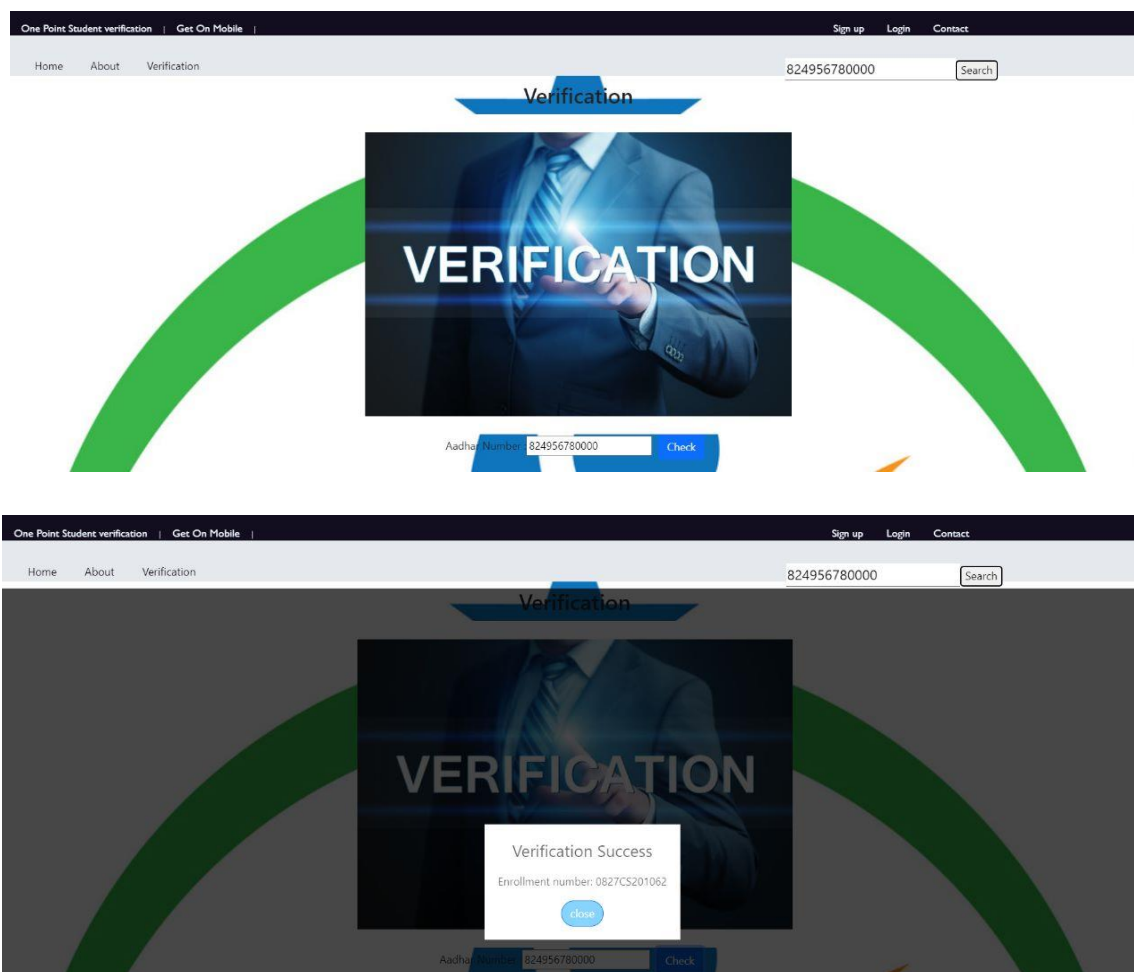 One Point Student verification | Get On Mobile | Sign up Login Contact
Home About Verification 824956780000 Search
Verification
VERIFICATION
Aadhar Number: 824956780000 Check
One Point Student verification | Get On Mobile | Sign up Login Contact
Home About Verification 824956780000 Search
Verification
VERIFICATION
Verification Success
Enrollment number: 0827CS201062
close
Aadhar Number: 824956780000 Check